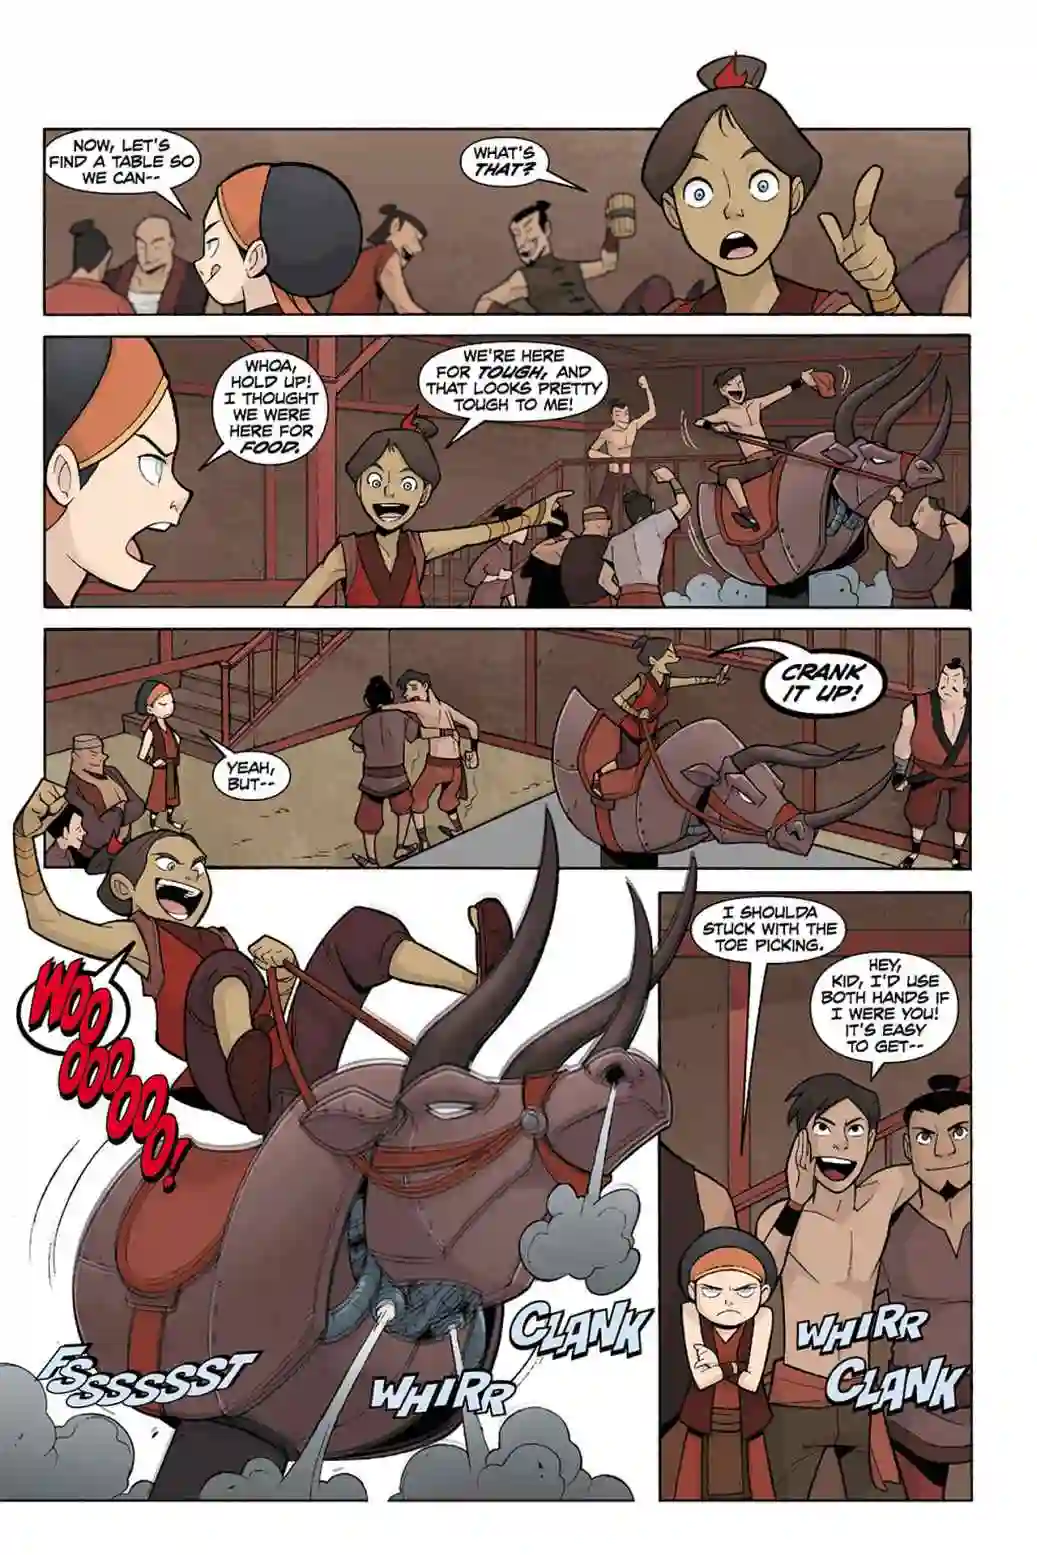 NOW, LET'S
FIND A TABLE SO
WE CAN--
WHAT'S
THAT?
WHOA,
HOLD UP!
I THOUGHT
WE WERE
HERE FOR
FOOD.
WE'RE HERE
FOR TOUGH, AND
THAT LOOKS PRETTY
TOUGH TO ME!
YEAH,
BUT--
CRANK
IT UP!
WOO
OOOOOOO!
FSSSSSSST
WHIRR
CLANK
I SHOULDA
STUCK WITH THE
TOE PICKING.
HEY,
KID, I'D USE
BOTH HANDS IF
I WERE YOU!
IT'S EASY
TO GET--
WHIRR
CLANK